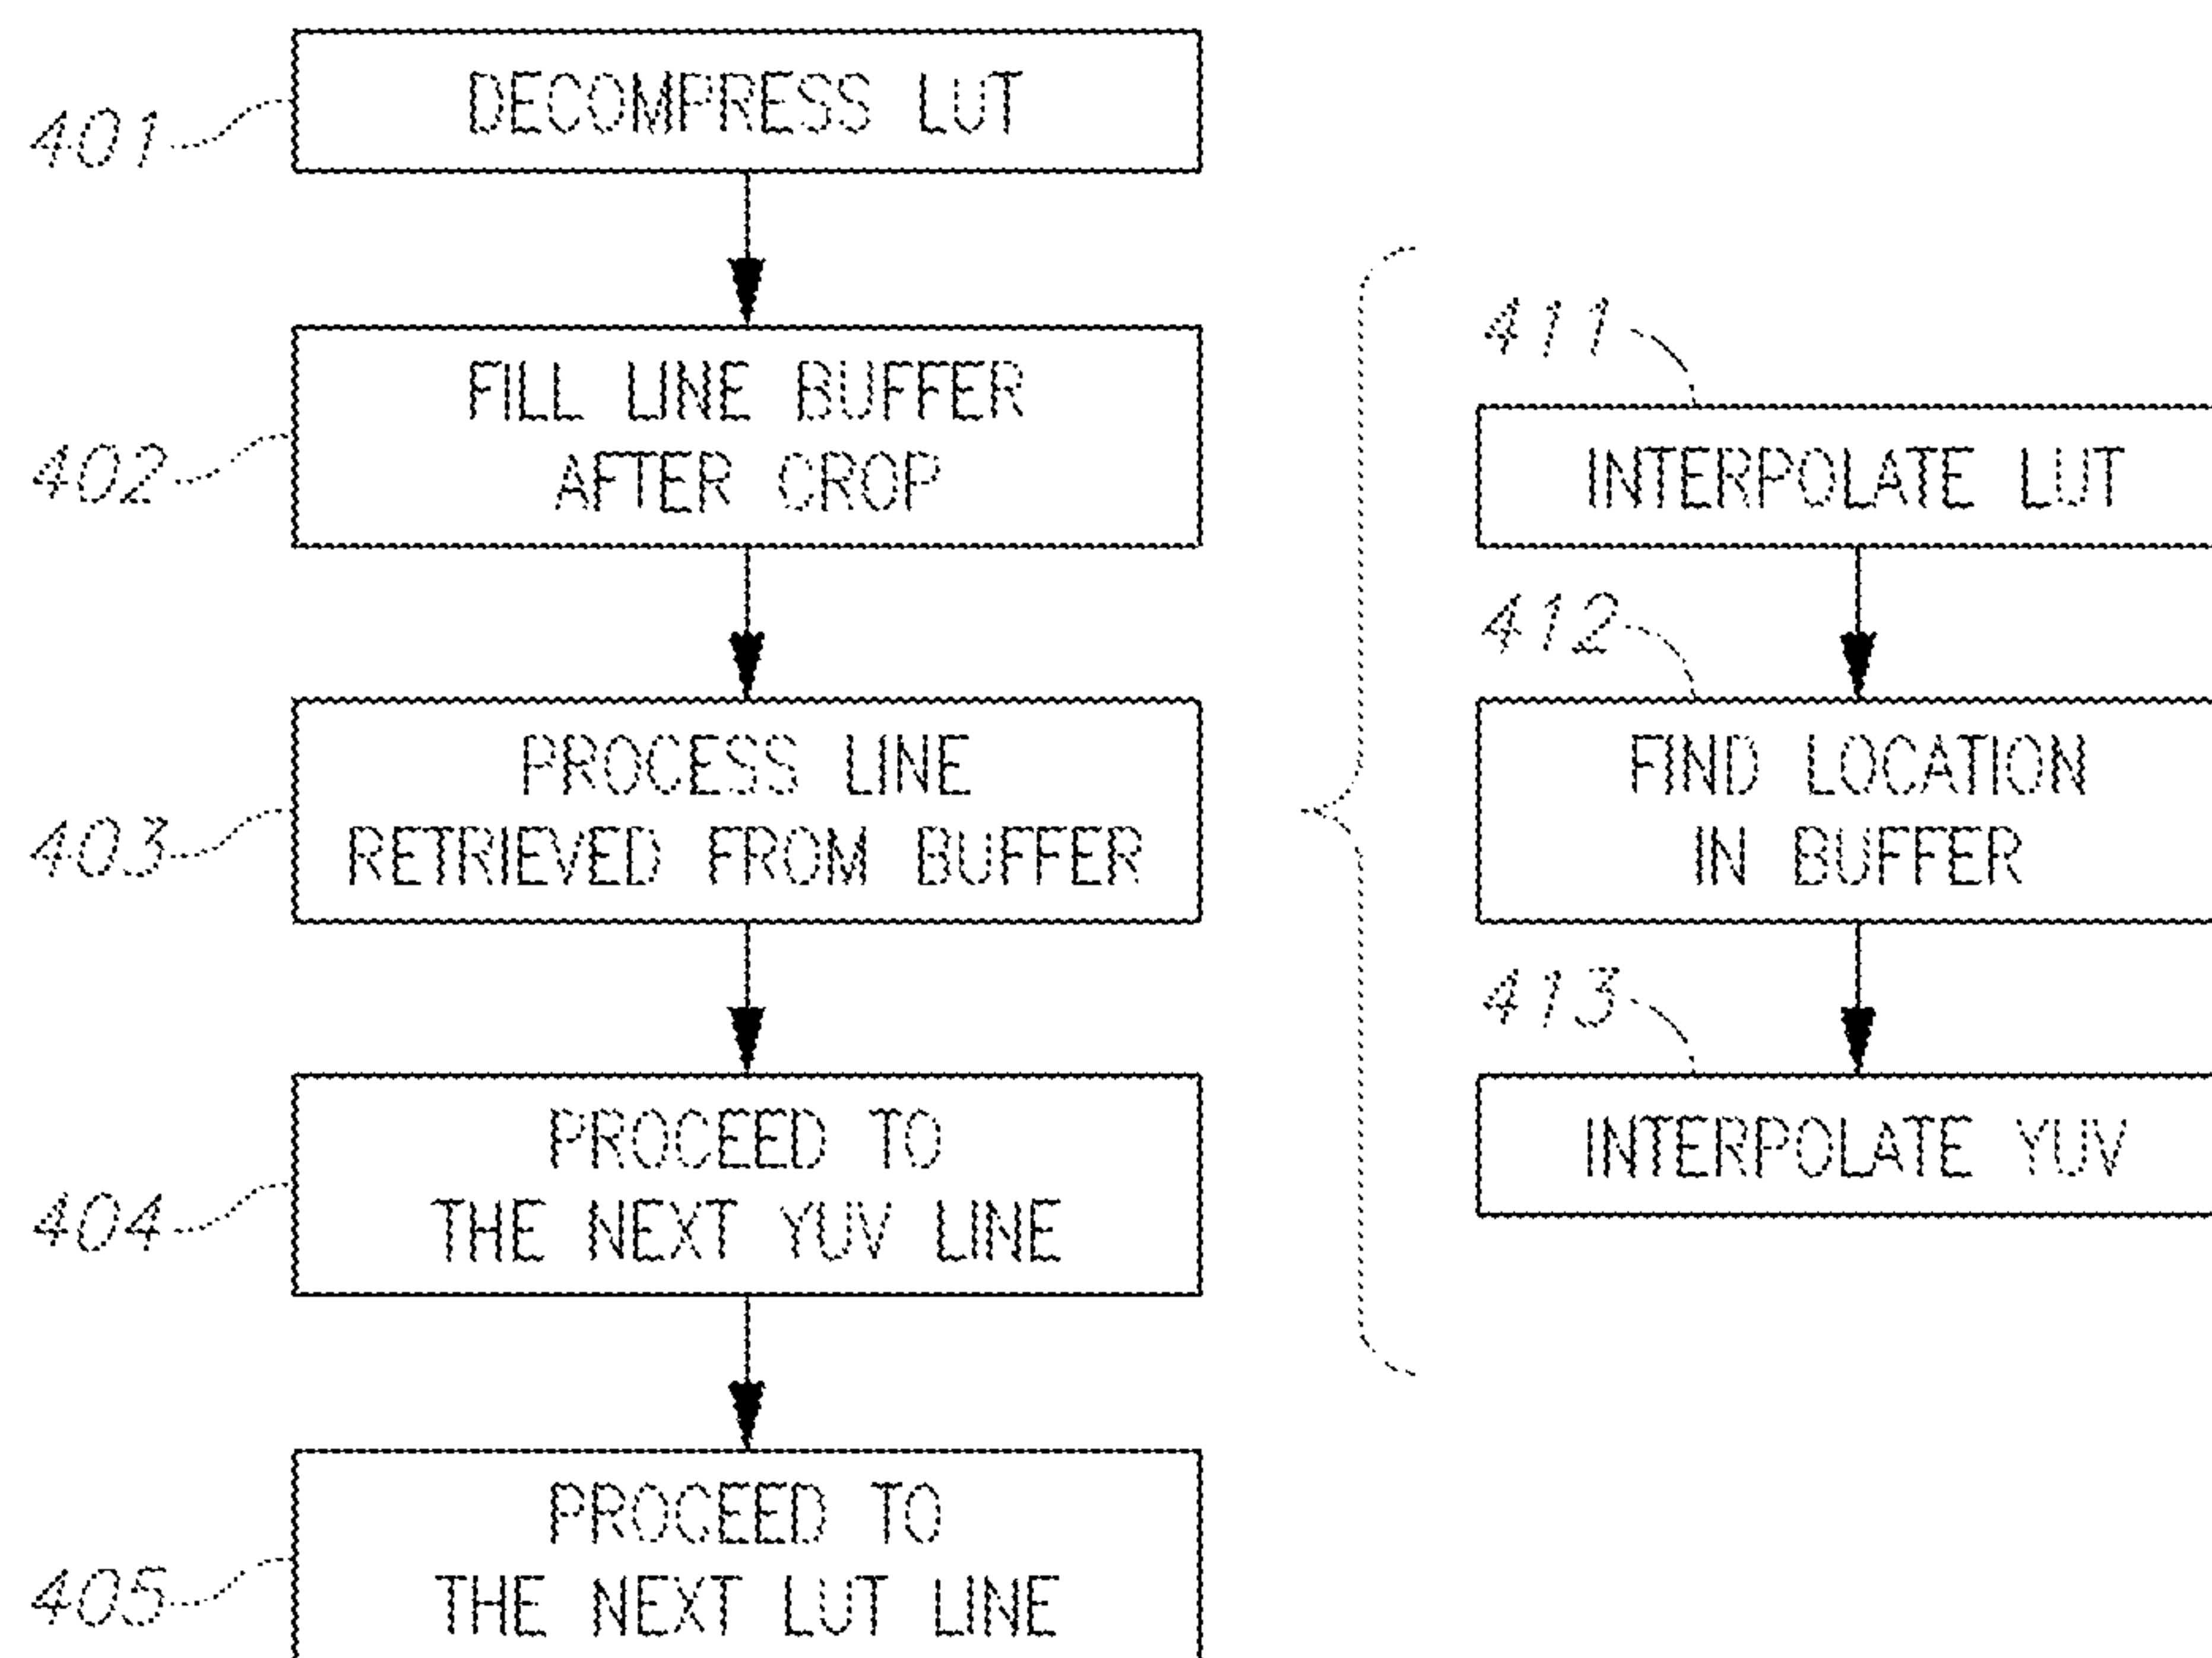 401
DECOMPRESS LUT
402
FILL LINE BUFFER
AFTER CROP
403
PROCESS LINE
RETRIEVED FROM BUFFER
404
PROCEED TO
THE NEXT YUV LINE
405
PROCEED TO
THE NEXT LUT LINE
411
INTERPOLATE LUT
412
FIND LOCATION
IN BUFFER
413
INTERPOLATE YUV